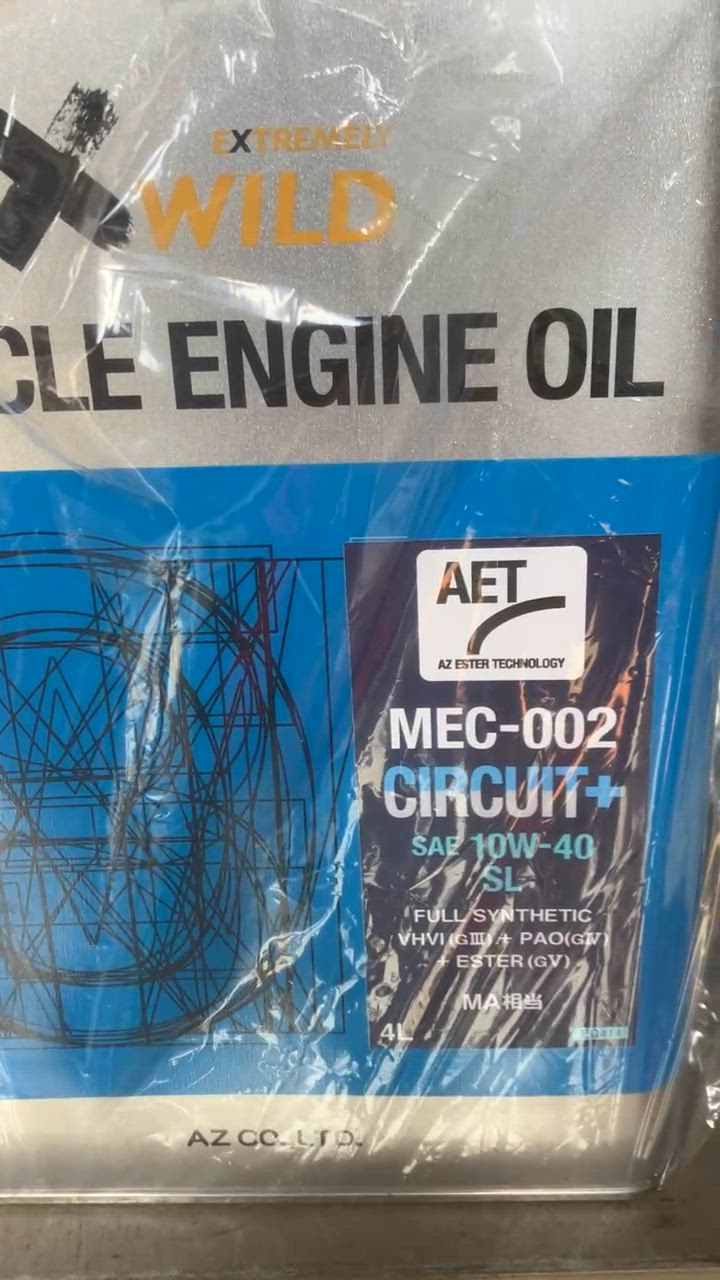 EXTREMELY
WILD
CLE ENGINE OIL
AET
AZ ESTER TECHNOLOGY
MEC-002
CIRCUIT+
SAE 10W-40
SL
FULL SYNTHETIC
VHVI(GⅢ) + PAO(GⅣ)
+ ESTER(GⅤ)
MA相当
4L
AZ CO.,LTD.